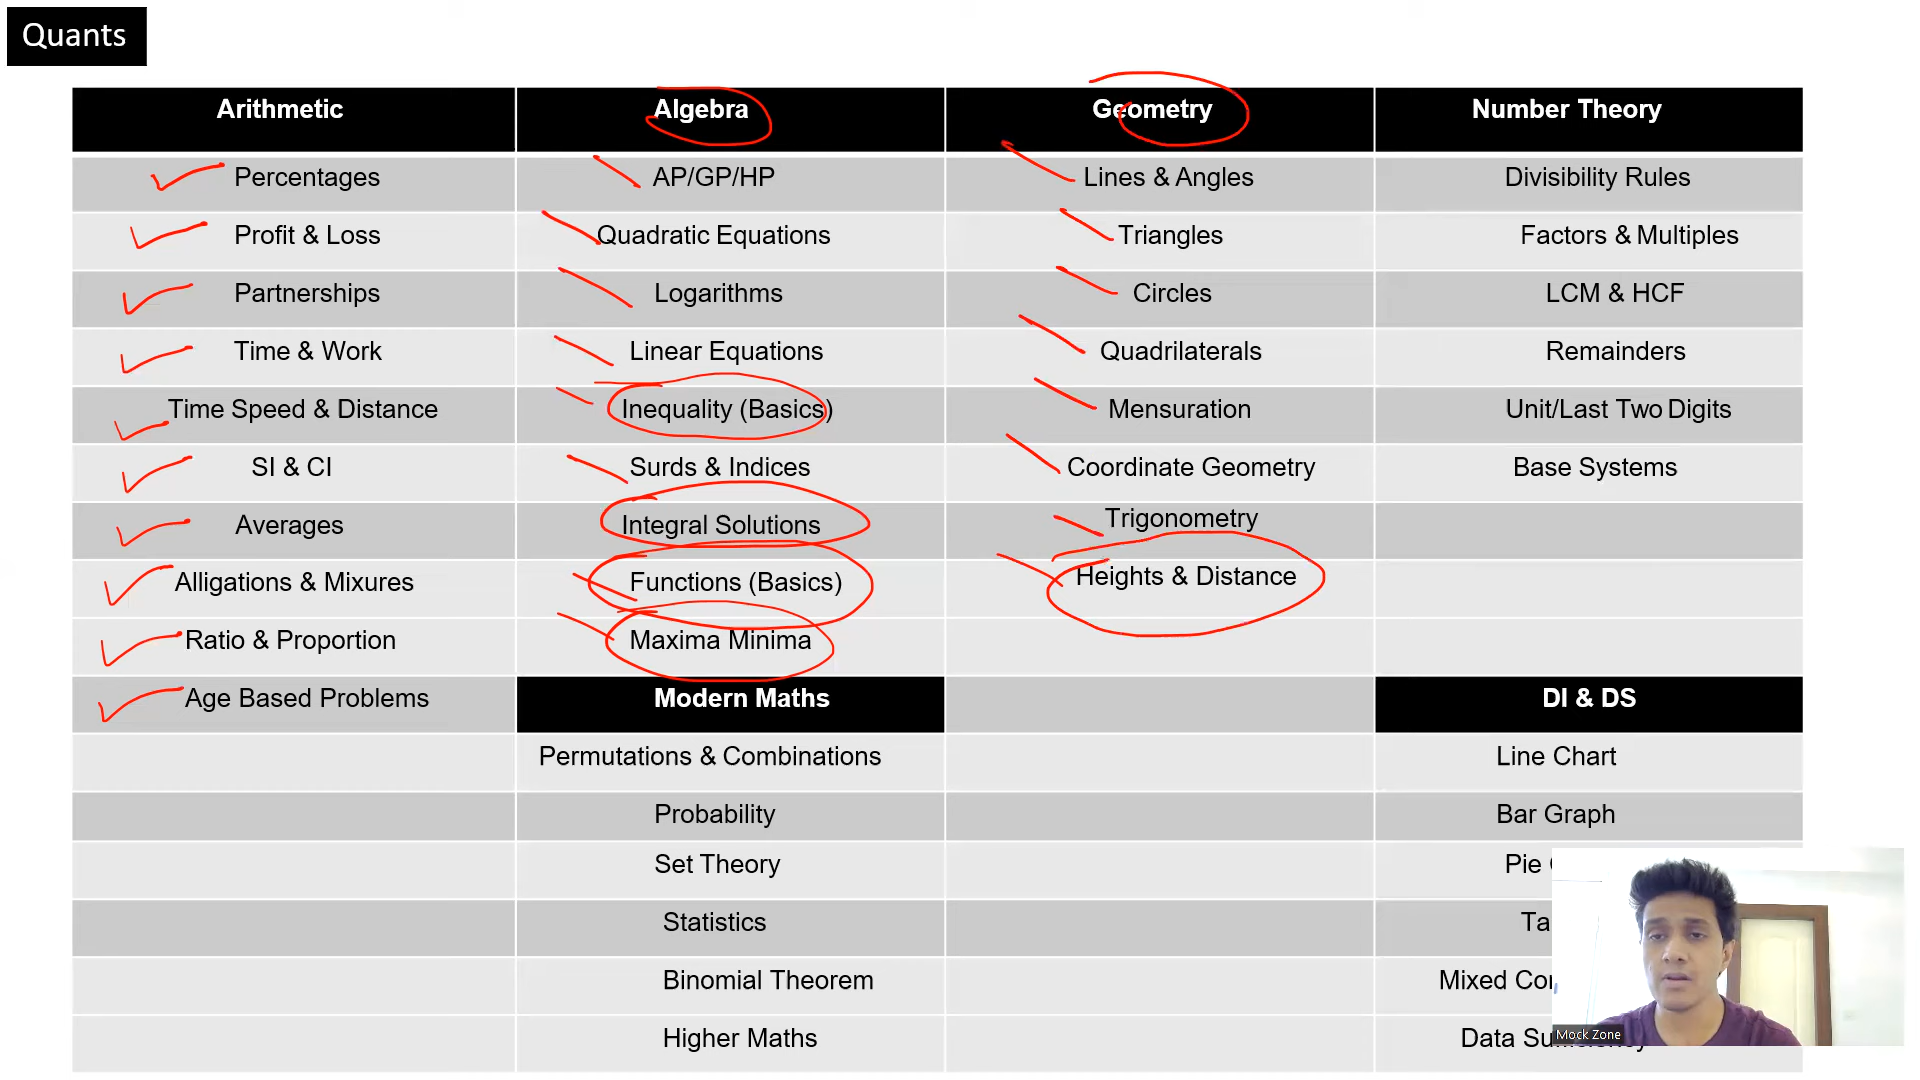 Quants
Arithmetic Algebra Geometry Number Theory
Percentages AP/GP/HP Lines & Angles Divisibility Rules
Profit & Loss Quadratic Equations Triangles Factors & Multiples
Partnerships Logarithms Circles LCM & HCF
Time & Work Linear Equations Quadrilaterals Remainders
Time Speed & Distance Inequality (Basics) Mensuration Unit/Last Two Digits
SI & CI Surds & Indices Coordinate Geometry Base Systems
Averages Integral Solutions Trigonometry
Alligations & Mixures Functions (Basics) Heights & Distance
Ratio & Proportion Maxima Minima
Age Based Problems Modern Maths DI & DS
Permutations & Combinations Line Chart
Probability Bar Graph
Set Theory Pie
Statistics
Binomial Theorem Mixed
Higher Maths Data
Mock Zone